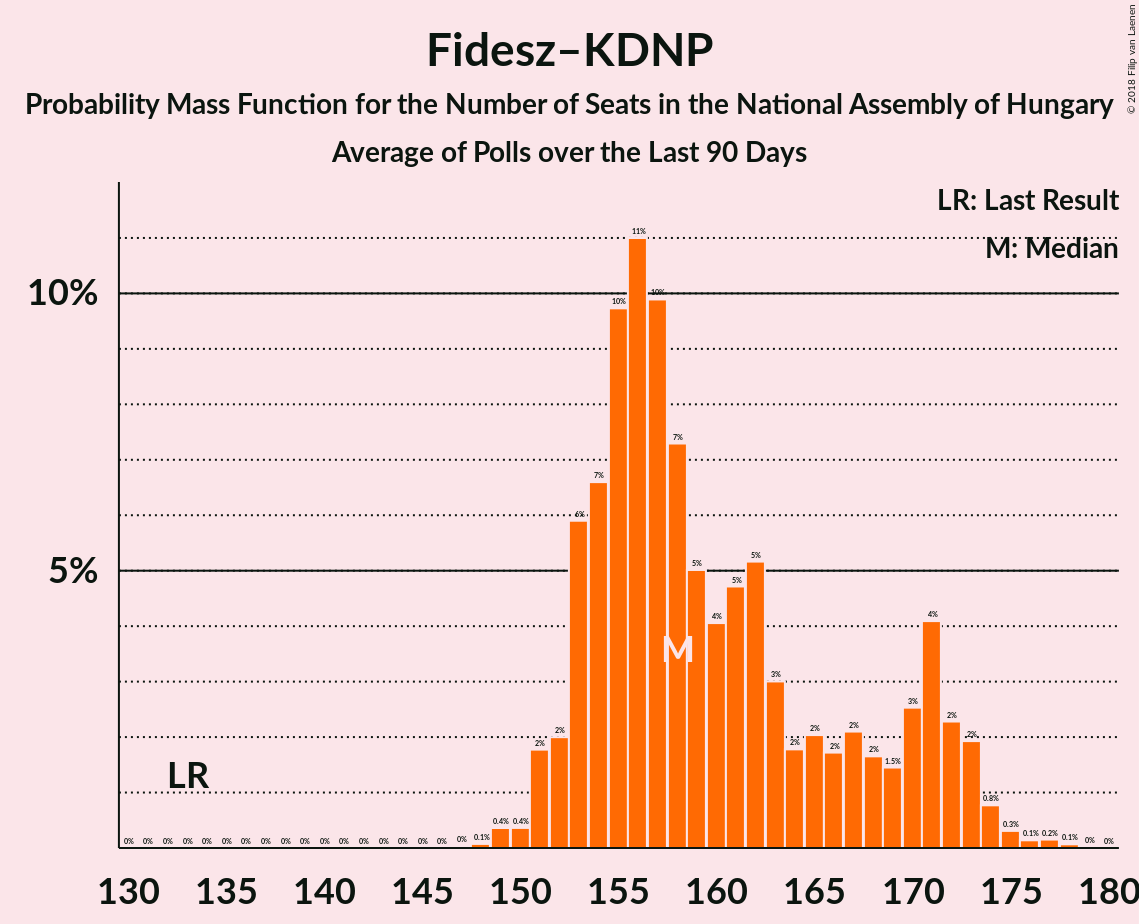 Fidesz–KDNP
Probability Mass Function for the Number of Seats in the National Assembly of Hungary
Average of Polls over the Last 90 Days
© 2018 Filip van Laenen
LR: Last Result
M: Median
10%
5%
LR
M
0% 0% 0% 0% 0% 0% 0% 0% 0% 0% 0% 0% 0% 0% 0% 0% 0% 0% 0.1% 0.4% 0.4% 2% 2% 6% 7% 10% 11% 10% 7% 5% 4% 5% 5% 3% 2% 2% 2% 2% 2% 1.5% 3% 4% 2% 2% 0.8% 0.3% 0.1% 0.2% 0.1% 0% 0%
130 135 140 145 150 155 160 165 170 175 180